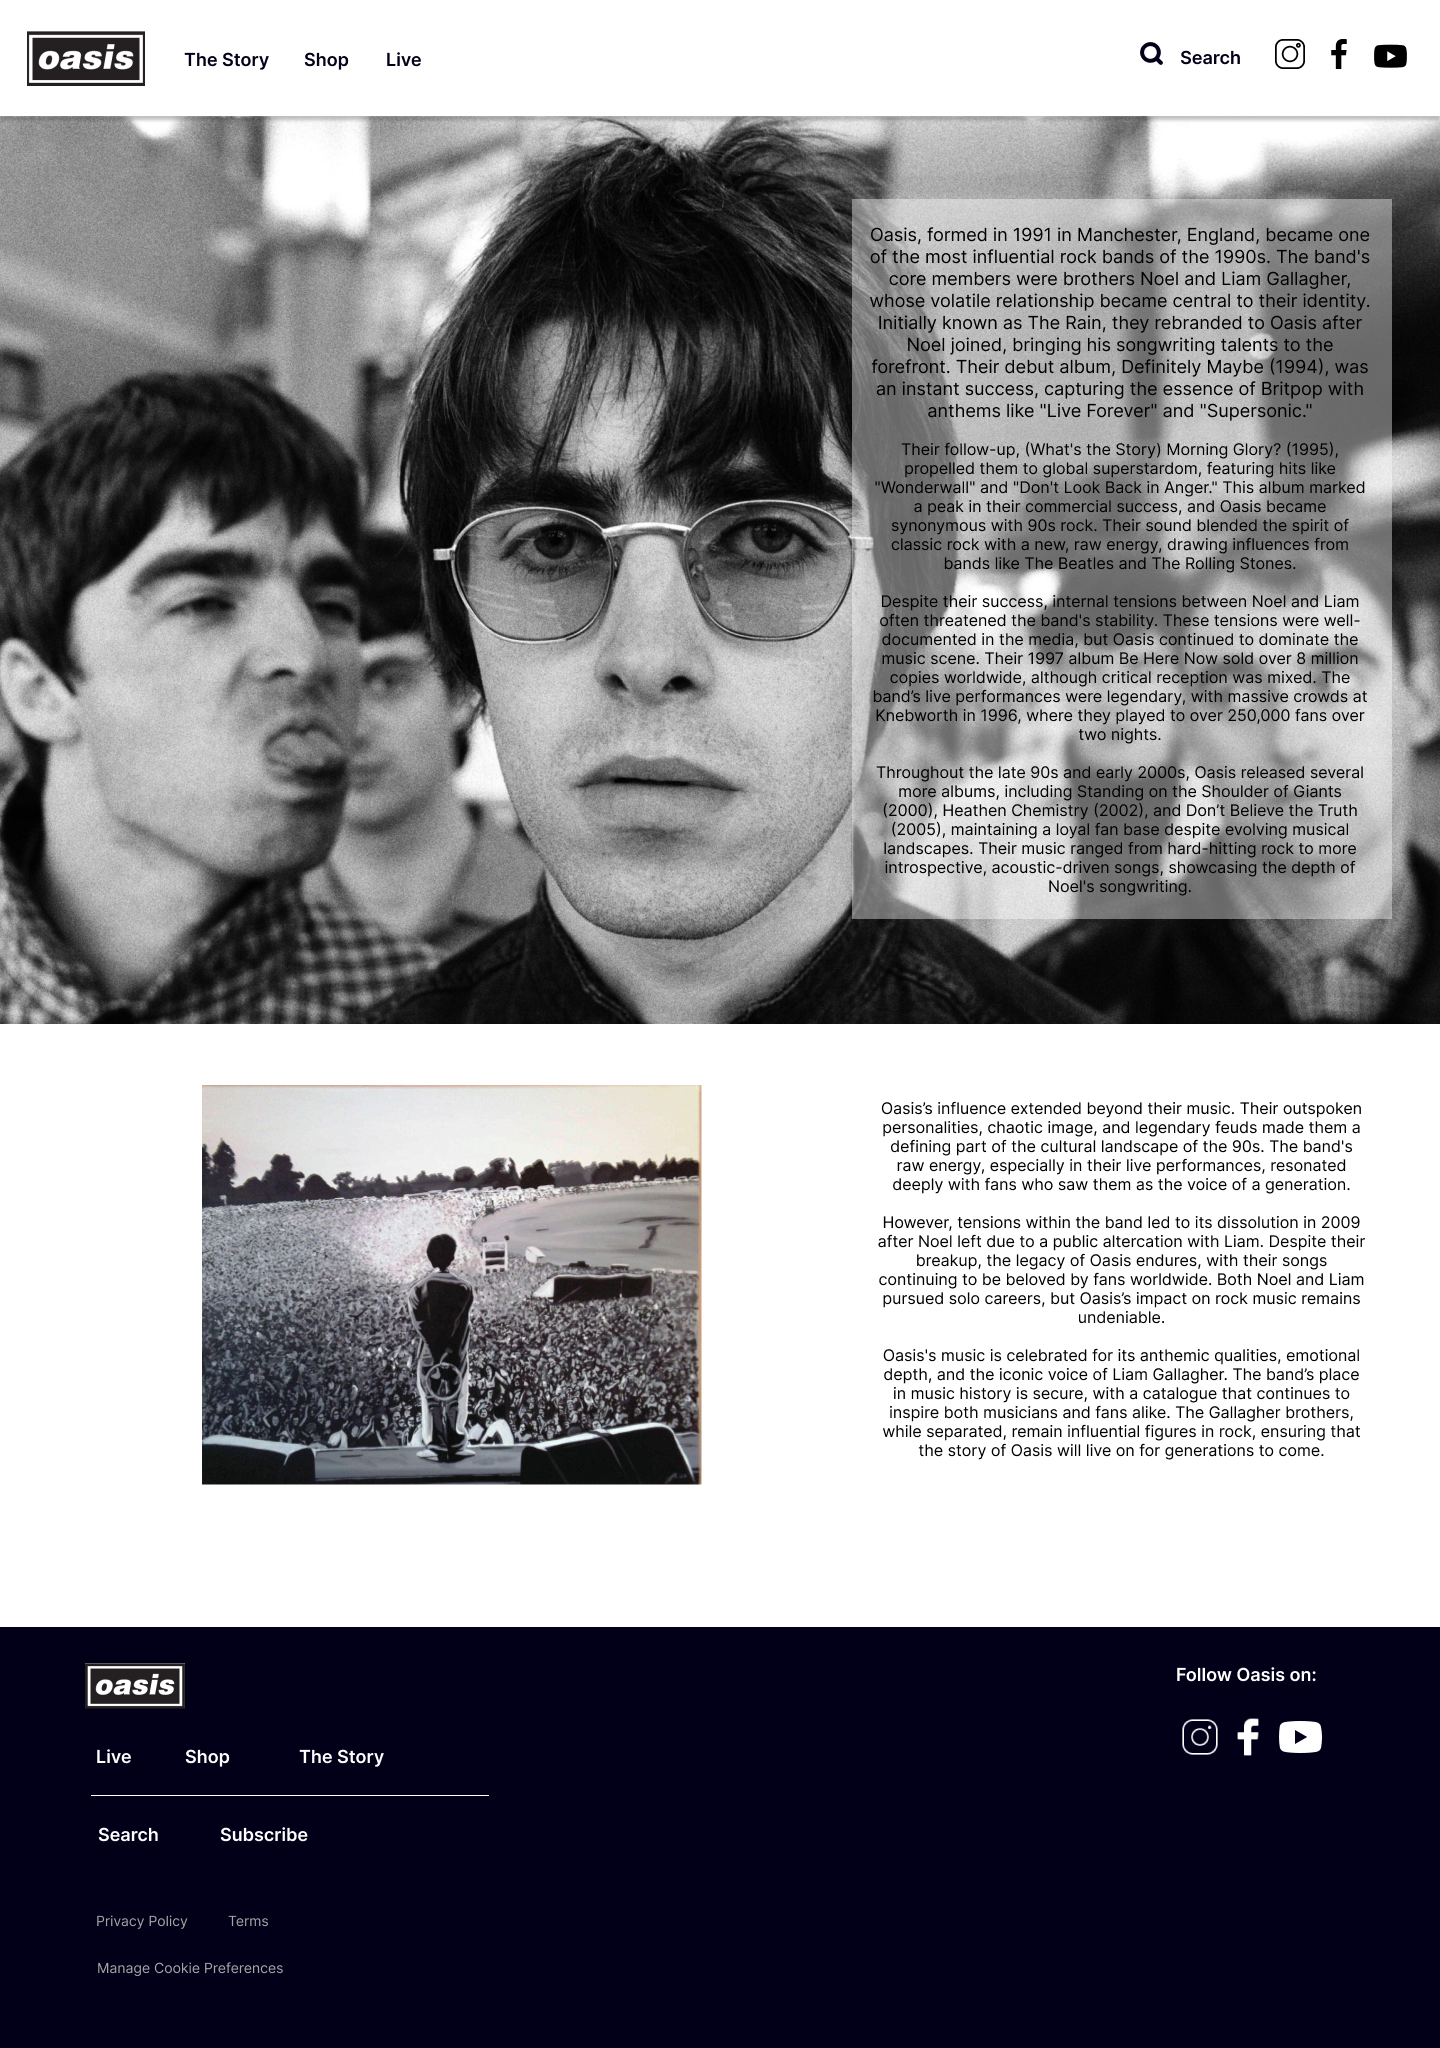 oasis
The Story Shop Live
Search
Oasis, formed in 1991 in Manchester, England, became one
of the most influential rock bands of the 1990s. The band's
core members were brothers Noel and Liam Gallagher,
whose volatile relationship became central to their identity.
Initially known as The Rain, they rebranded to Oasis after
Noel joined, bringing his songwriting talents to the
forefront. Their debut album, Definitely Maybe (1994), was
an instant success, capturing the essence of Britpop with
anthems like "Live Forever" and "Supersonic."
Their follow-up, (What's the Story) Morning Glory? (1995),
propelled them to global superstardom, featuring hits like
"Wonderwall" and "Don't Look Back in Anger." This album marked
a peak in their commercial success, and Oasis became
synonymous with 90s rock. Their sound blended the spirit of
classic rock with a new, raw energy, drawing influences from
bands like The Beatles and The Rolling Stones.
Despite their success, internal tensions between Noel and Liam
often threatened the band's stability. These tensions were well-
documented in the media, but Oasis continued to dominate the
music scene. Their 1997 album Be Here Now sold over 8 million
copies worldwide, although critical reception was mixed. The
band’s live performances were legendary, with massive crowds at
Knebworth in 1996, where they played to over 250,000 fans over
two nights.
Throughout the late 90s and early 2000s, Oasis released several
more albums, including Standing on the Shoulder of Giants
(2000), Heathen Chemistry (2002), and Don’t Believe the Truth
(2005), maintaining a loyal fan base despite evolving musical
landscapes. Their music ranged from hard-hitting rock to more
introspective, acoustic-driven songs, showcasing the depth of
Noel's songwriting.
Oasis’s influence extended beyond their music. Their outspoken
personalities, chaotic image, and legendary feuds made them a
defining part of the cultural landscape of the 90s. The band's
raw energy, especially in their live performances, resonated
deeply with fans who saw them as the voice of a generation.
However, tensions within the band led to its dissolution in 2009
after Noel left due to a public altercation with Liam. Despite their
breakup, the legacy of Oasis endures, with their songs
continuing to be beloved by fans worldwide. Both Noel and Liam
pursued solo careers, but Oasis’s impact on rock music remains
undeniable.
Oasis's music is celebrated for its anthemic qualities, emotional
depth, and the iconic voice of Liam Gallagher. The band’s place
in music history is secure, with a catalogue that continues to
inspire both musicians and fans alike. The Gallagher brothers,
while separated, remain influential figures in rock, ensuring that
the story of Oasis will live on for generations to come.
oasis
Follow Oasis on:
Live Shop The Story
Search Subscribe
Privacy Policy Terms
Manage Cookie Preferences